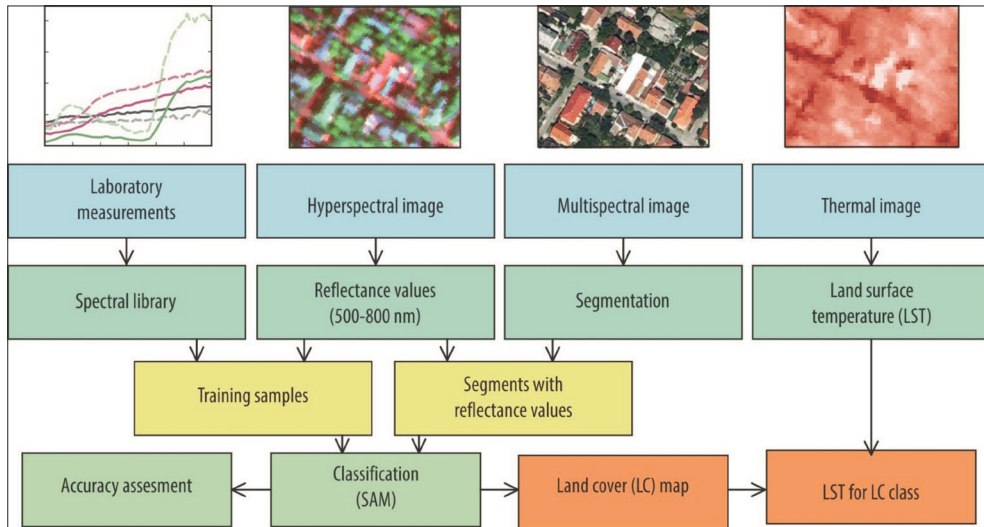 Laboratory
measurements
Hyperspectral image
Multispectral image
Thermal image
Spectral library
Reflectance values
(500-800 nm)
Segmentation
Land surface
temperature (LST)
Training samples
Segments with
reflectance values
Accuracy assesment
Classification
(SAM)
Land cover (LC) map
LST for LC class